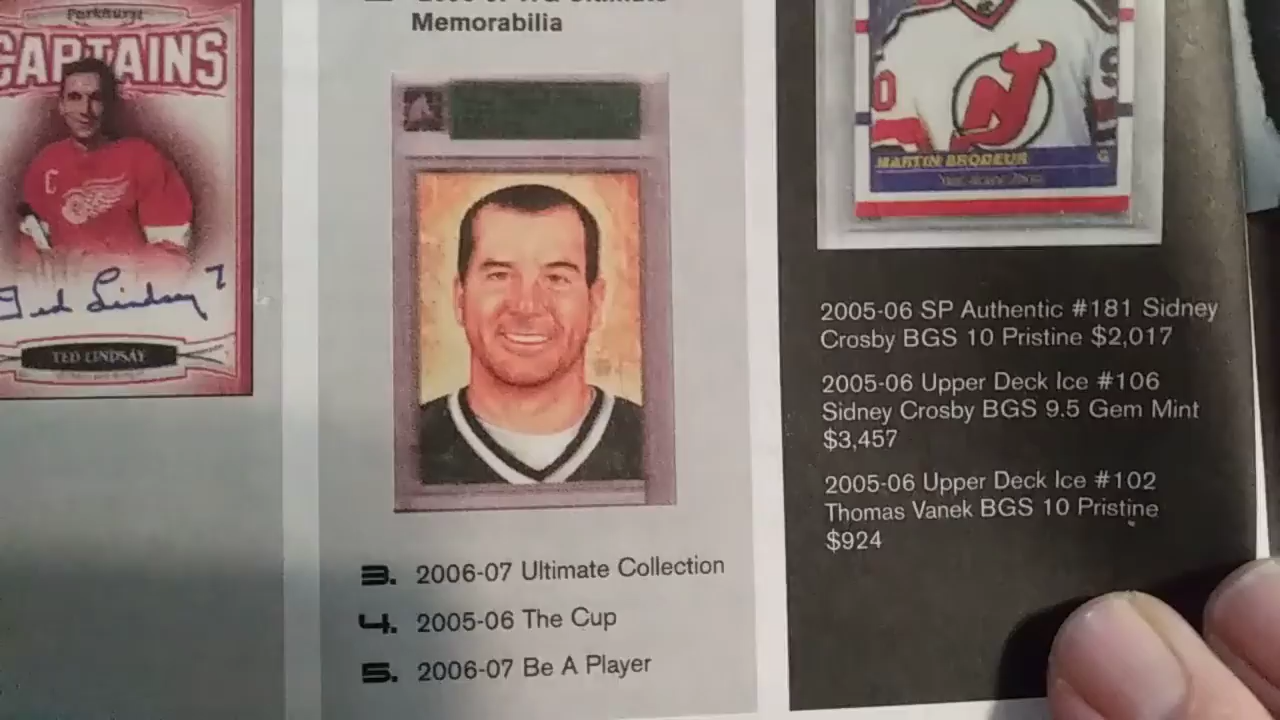 Parkhurst
CAPTAINS
C
Ted Lindsay 7
TED LINDSAY
Memorabilia
3. 2006-07 Ultimate Collection
4. 2005-06 The Cup
5. 2006-07 Be A Player
MARTIN BRODEUR
G
2005-06 SP Authentic #181 Sidney
Crosby BGS 10 Pristine $2,017
2005-06 Upper Deck Ice #106
Sidney Crosby BGS 9.5 Gem Mint
$3,457
2005-06 Upper Deck Ice #102
Thomas Vanek BGS 10 Pristine
$924